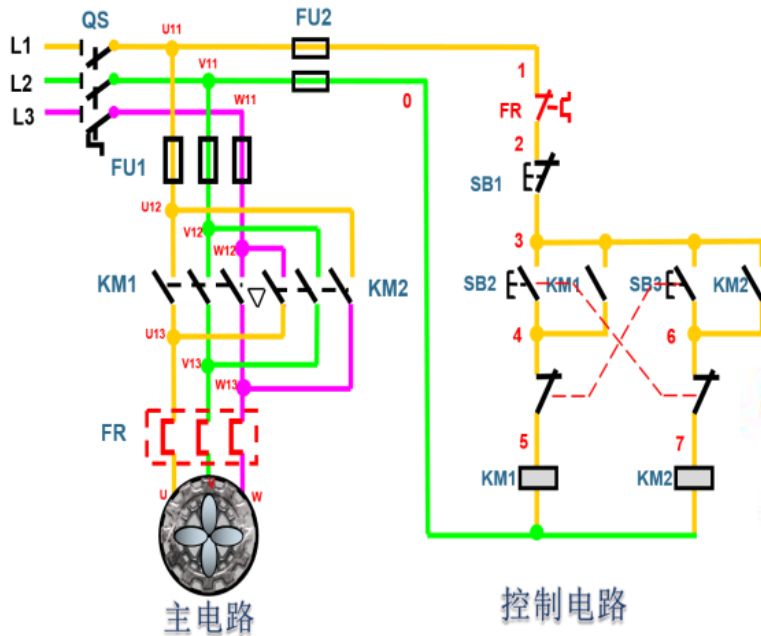 QS
U11
FU2
L1
V11
1
L2
W11
0
FR
L3
2
FU1
SB1
U12
V12
3
W12
KM1
KM2
SB2
KM1
SB3
KM2
U13
4
6
V13
W13
FR
5
7
U
V
W
KM1
KM2
主电路
控制电路